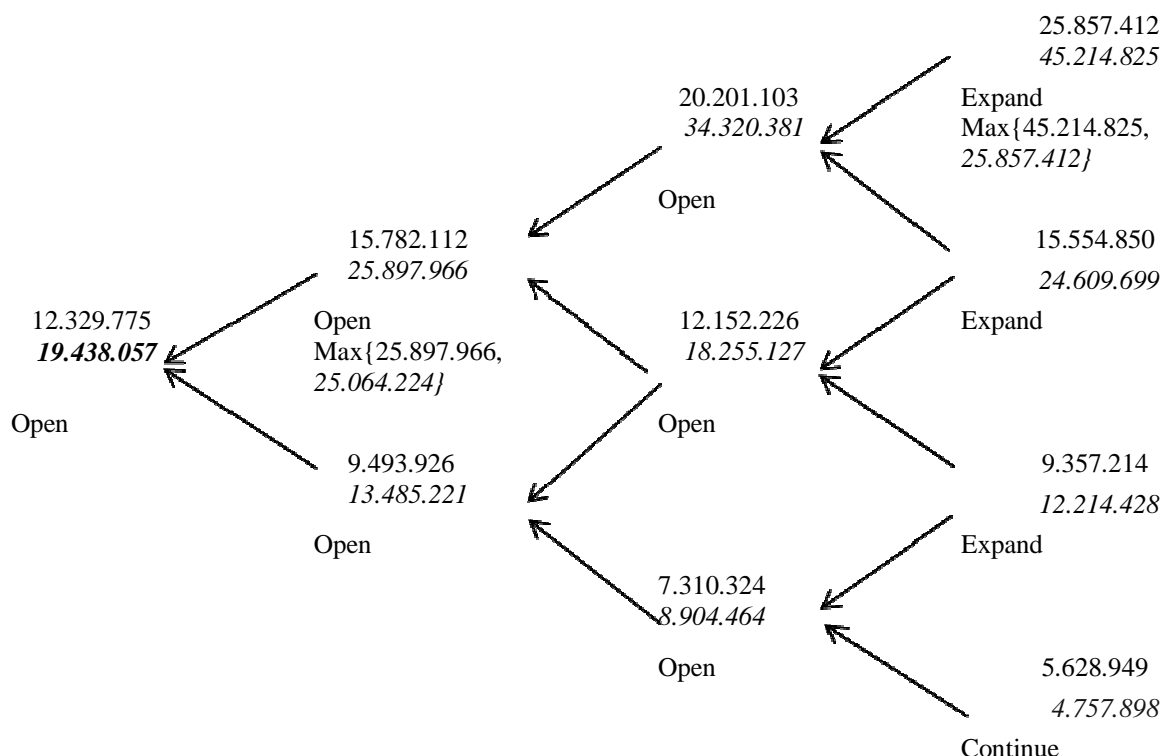 25.857.412
45.214.825
20.201.103
34.320.381
Expand
Max{45.214.825,
25.857.412}
Open
15.782.112
25.897.966
15.554.850
24.609.699
12.329.775
19.438.057
Open
Max{25.897.966,
25.064.224}
12.152.226
18.255.127
Expand
Open
Open
9.493.926
13.485.221
9.357.214
12.214.428
Open
Expand
7.310.324
8.904.464
Open
5.628.949
4.757.898
Continue